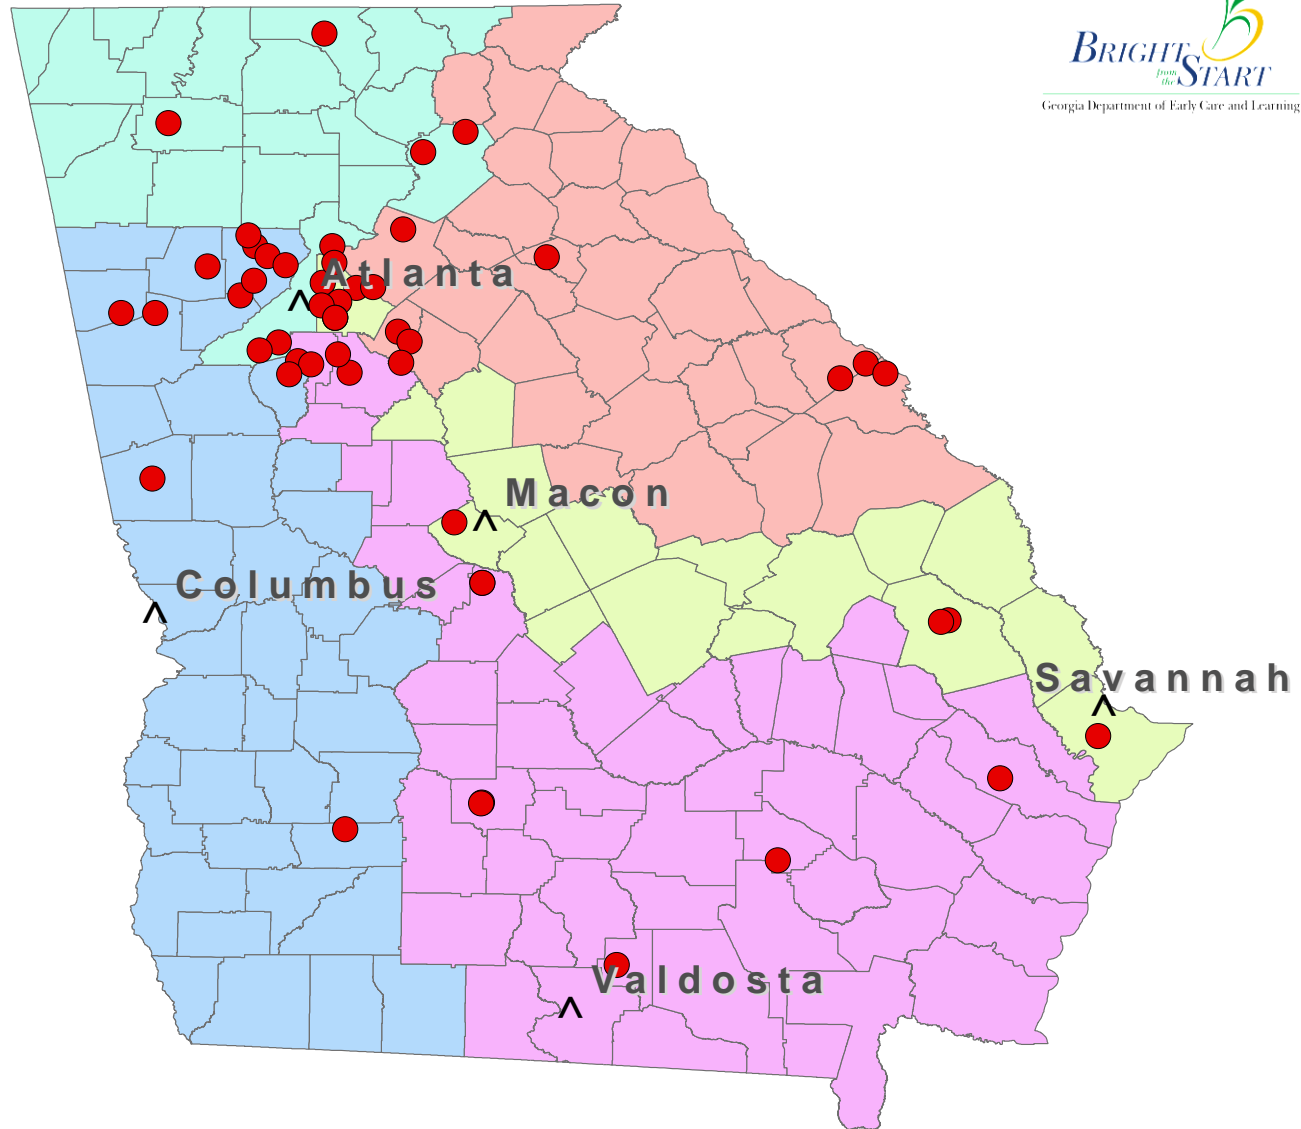 BRIGHT
from
the
START
Georgia Department of Early Care and Learning
Atlanta
Macon
Columbus
Savannah
Valdosta